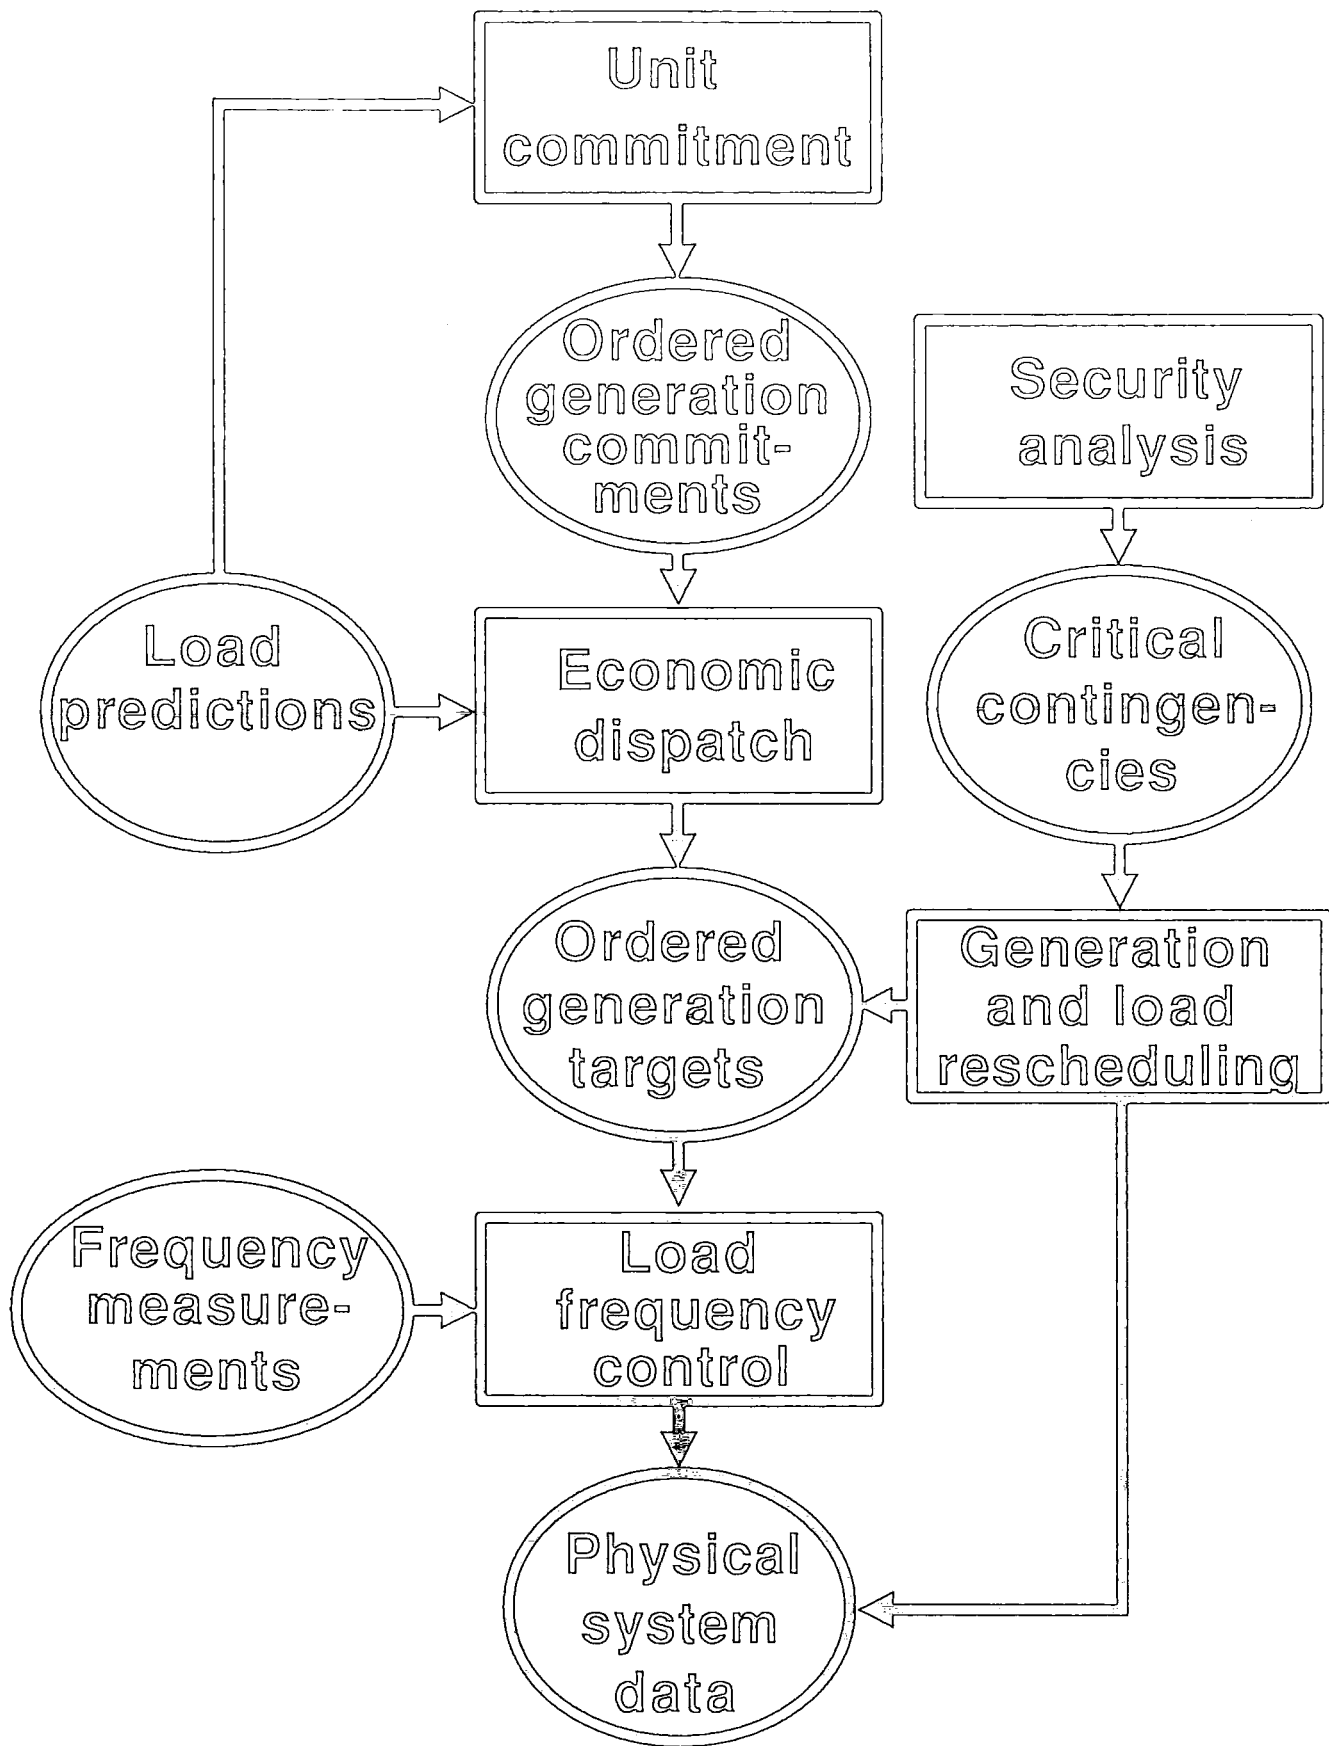 Unit
commitment
Ordered
generation
commit-
ments
Security
analysis
Load
predictions
Economic
dispatch
Critical
contingen-
cies
Ordered
generation
targets
Generation
and load
rescheduling
Frequency
measure-
ments
Load
frequency
control
Physical
system
data